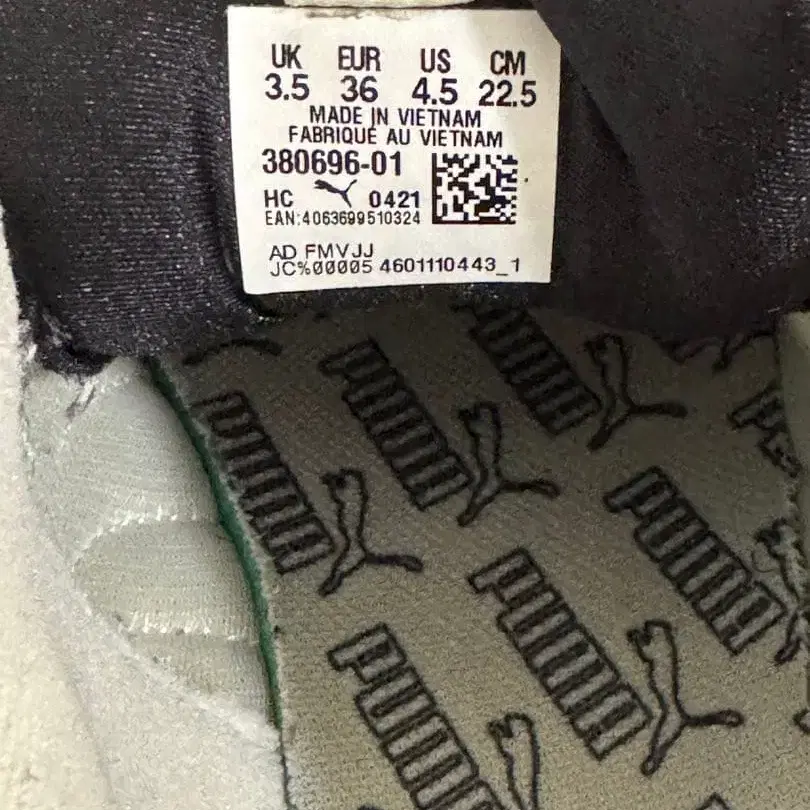 UK EUR US CM
3.5 36 4.5 22.5
MADE IN VIETNAM
FABRIQUÉ AU VIETNAM
380696-01
HC 0421
EAN:4063699510324
AD FMVJJ
JC%00005 4601110443_1
PUMA
PUMA
PUMA
PUMA
PUMA
PUMA